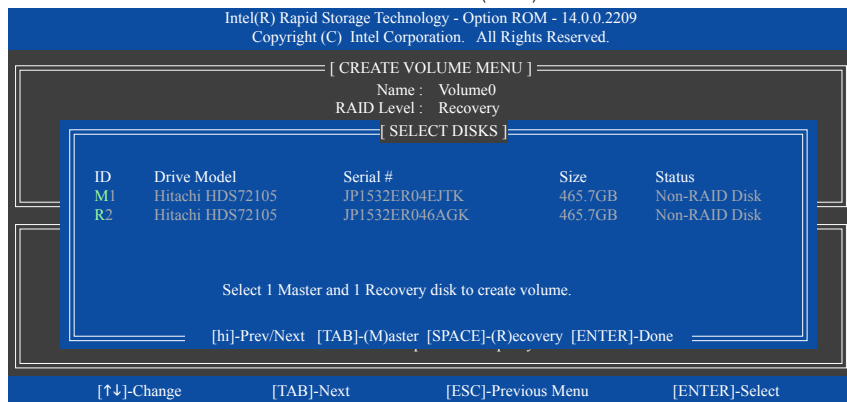 Intel(R) Rapid Storage Technology - Option ROM - 14.0.0.2209
Copyright (C) Intel Corporation. All Rights Reserved.
[ CREATE VOLUME MENU ]
Name : Volume0
RAID Level : Recovery
[ SELECT DISKS ]
ID Drive Model Serial # Size Status
M1 Hitachi HDS72105 JP1532ER04EJTK 465.7GB Non-RAID Disk
R2 Hitachi HDS72105 JP1532ER046AGK 465.7GB Non-RAID Disk
Select 1 Master and 1 Recovery disk to create volume.
[hi]-Prev/Next [TAB]-(M)aster [SPACE]-(R)ecovery [ENTER]-Done
[↑↓]-Change [TAB]-Next [ESC]-Previous Menu [ENTER]-Select